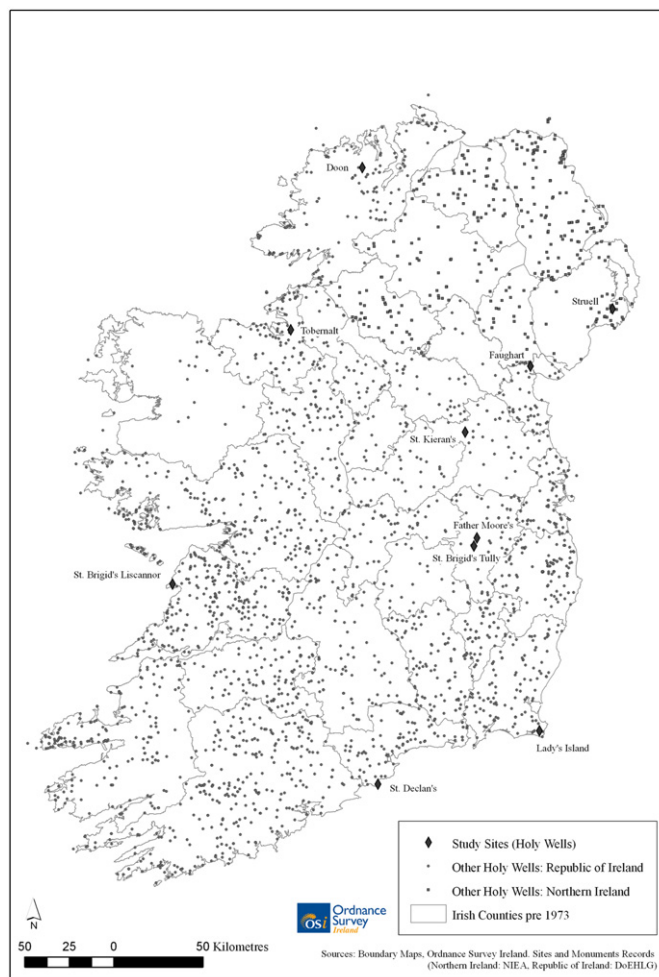 Doon
Struell
Tobernalt
Faughart
St. Kieran's
Father Moore's
St. Brigid's Tully
St. Brigid's Liscannor
Lady's Island
St. Declan's
Study Sites (Holy Wells)
Other Holy Wells: Republic of Ireland
Other Holy Wells: Northern Ireland
Irish Counties pre 1973
N
osi Ordnance
Survey
Ireland
50 25 0 50 Kilometres
Sources: Boundary Maps, Ordnance Survey Ireland. Sites and Monuments Records
(Northern Ireland: NIEA, Republic of Ireland: DoEHLG)